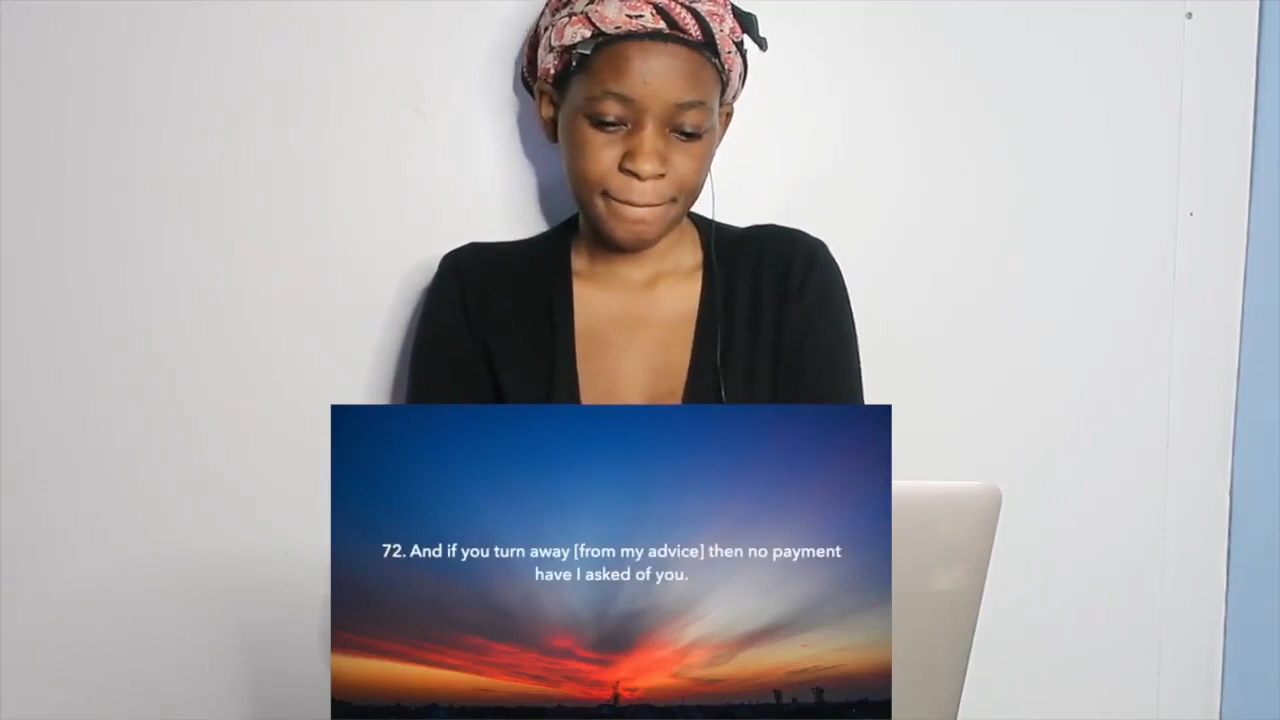 72. And if you turn away [from my advice] then no payment
have I asked of you.